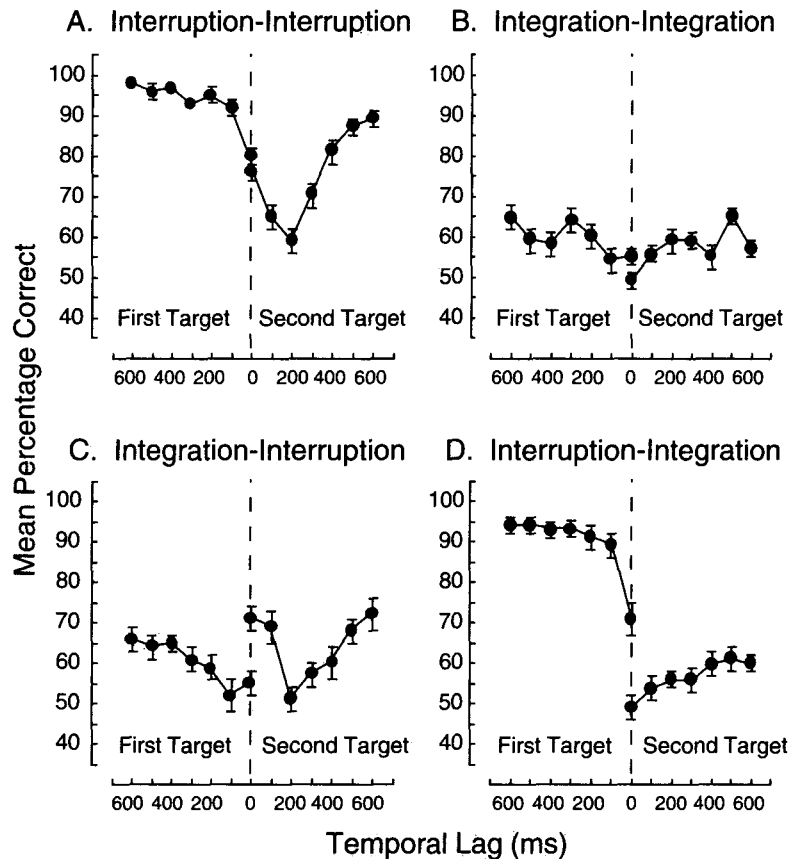 A. Interruption-Interruption
B. Integration-Integration
100
90
80
70
60
50
40
First Target
Second Target
600 400 200 0 200 400 600
100
90
80
70
60
50
40
First Target
Second Target
600 400 200 0 200 400 600
C. Integration-Interruption
D. Interruption-Integration
100
90
80
70
60
50
40
First Target
Second Target
600 400 200 0 200 400 600
100
90
80
70
60
50
40
First Target
Second Target
600 400 200 0 200 400 600
Mean Percentage Correct
Temporal Lag (ms)